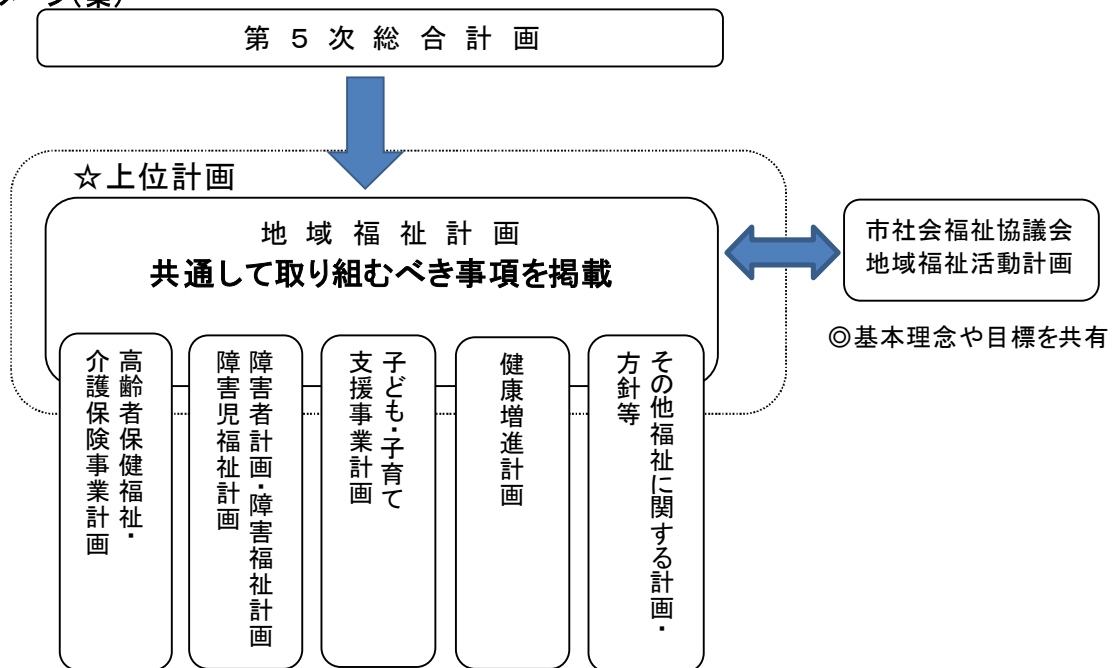 第５次総合計画
☆上位計画
地域福祉計画
共通して取り組むべき事項を掲載
市社会福祉協議会
地域福祉活動計画
◎基本理念や目標を共有
高齢者保健福祉・
介護保険事業計画
障害者計画・障害福祉計画
障害児福祉計画
子ども・子育て
支援事業計画
健康増進計画
その他福祉に関する計画・
方針等